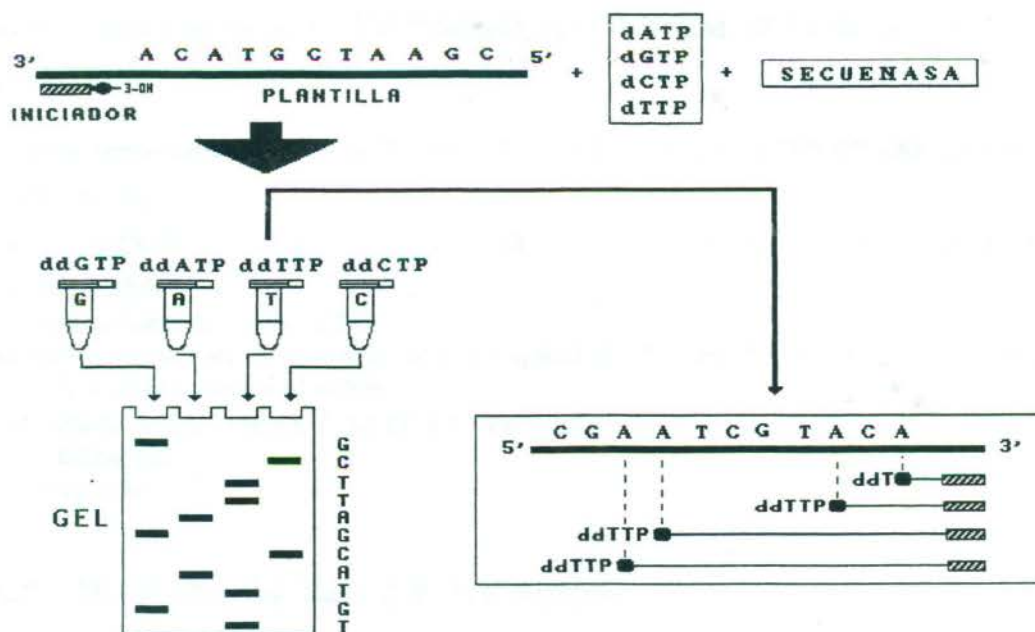 3' A C A T G C T A A G C 5'
3-OH
INICIADOR
PLANTILLA
+
dATP
dGTP
dCTP
dTTP
+
SECUENASA
ddGTP ddATP ddTTP ddCTP
G A T C
GEL
G
C
T
T
A
G
C
A
T
G
T
5' C G A A T C G T A C A 3'
ddT
ddTTP
ddTTP
ddTTP